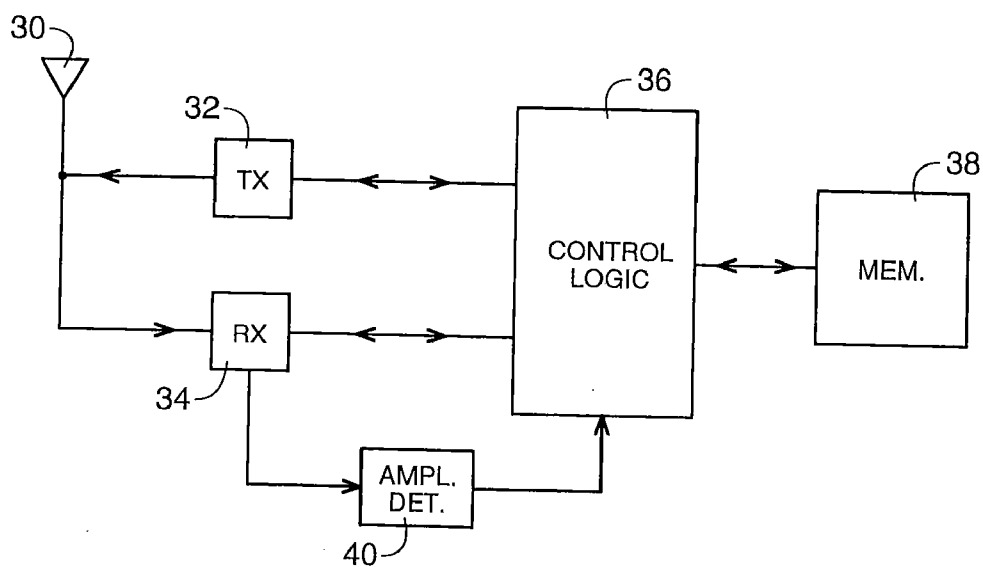 30
32
TX
36
CONTROL
LOGIC
38
MEM.
RX
34
AMPL.
DET.
40